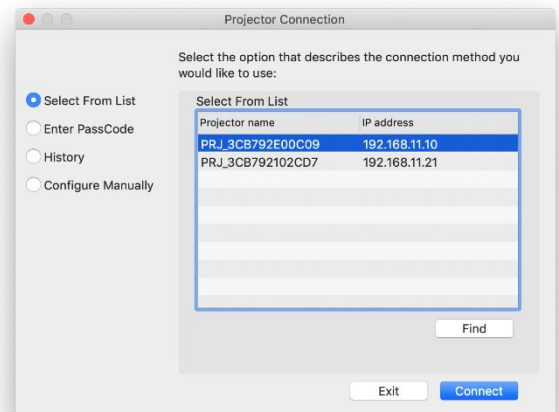 Projector Connection
Select the option that describes the connection method you
would like to use:
Select From List
Enter PassCode
History
Configure Manually
Select From List
Projector name IP address
PRJ_3CB792E00C09 192.168.11.10
PRJ_3CB792102CD7 192.168.11.21
Find
Exit Connect